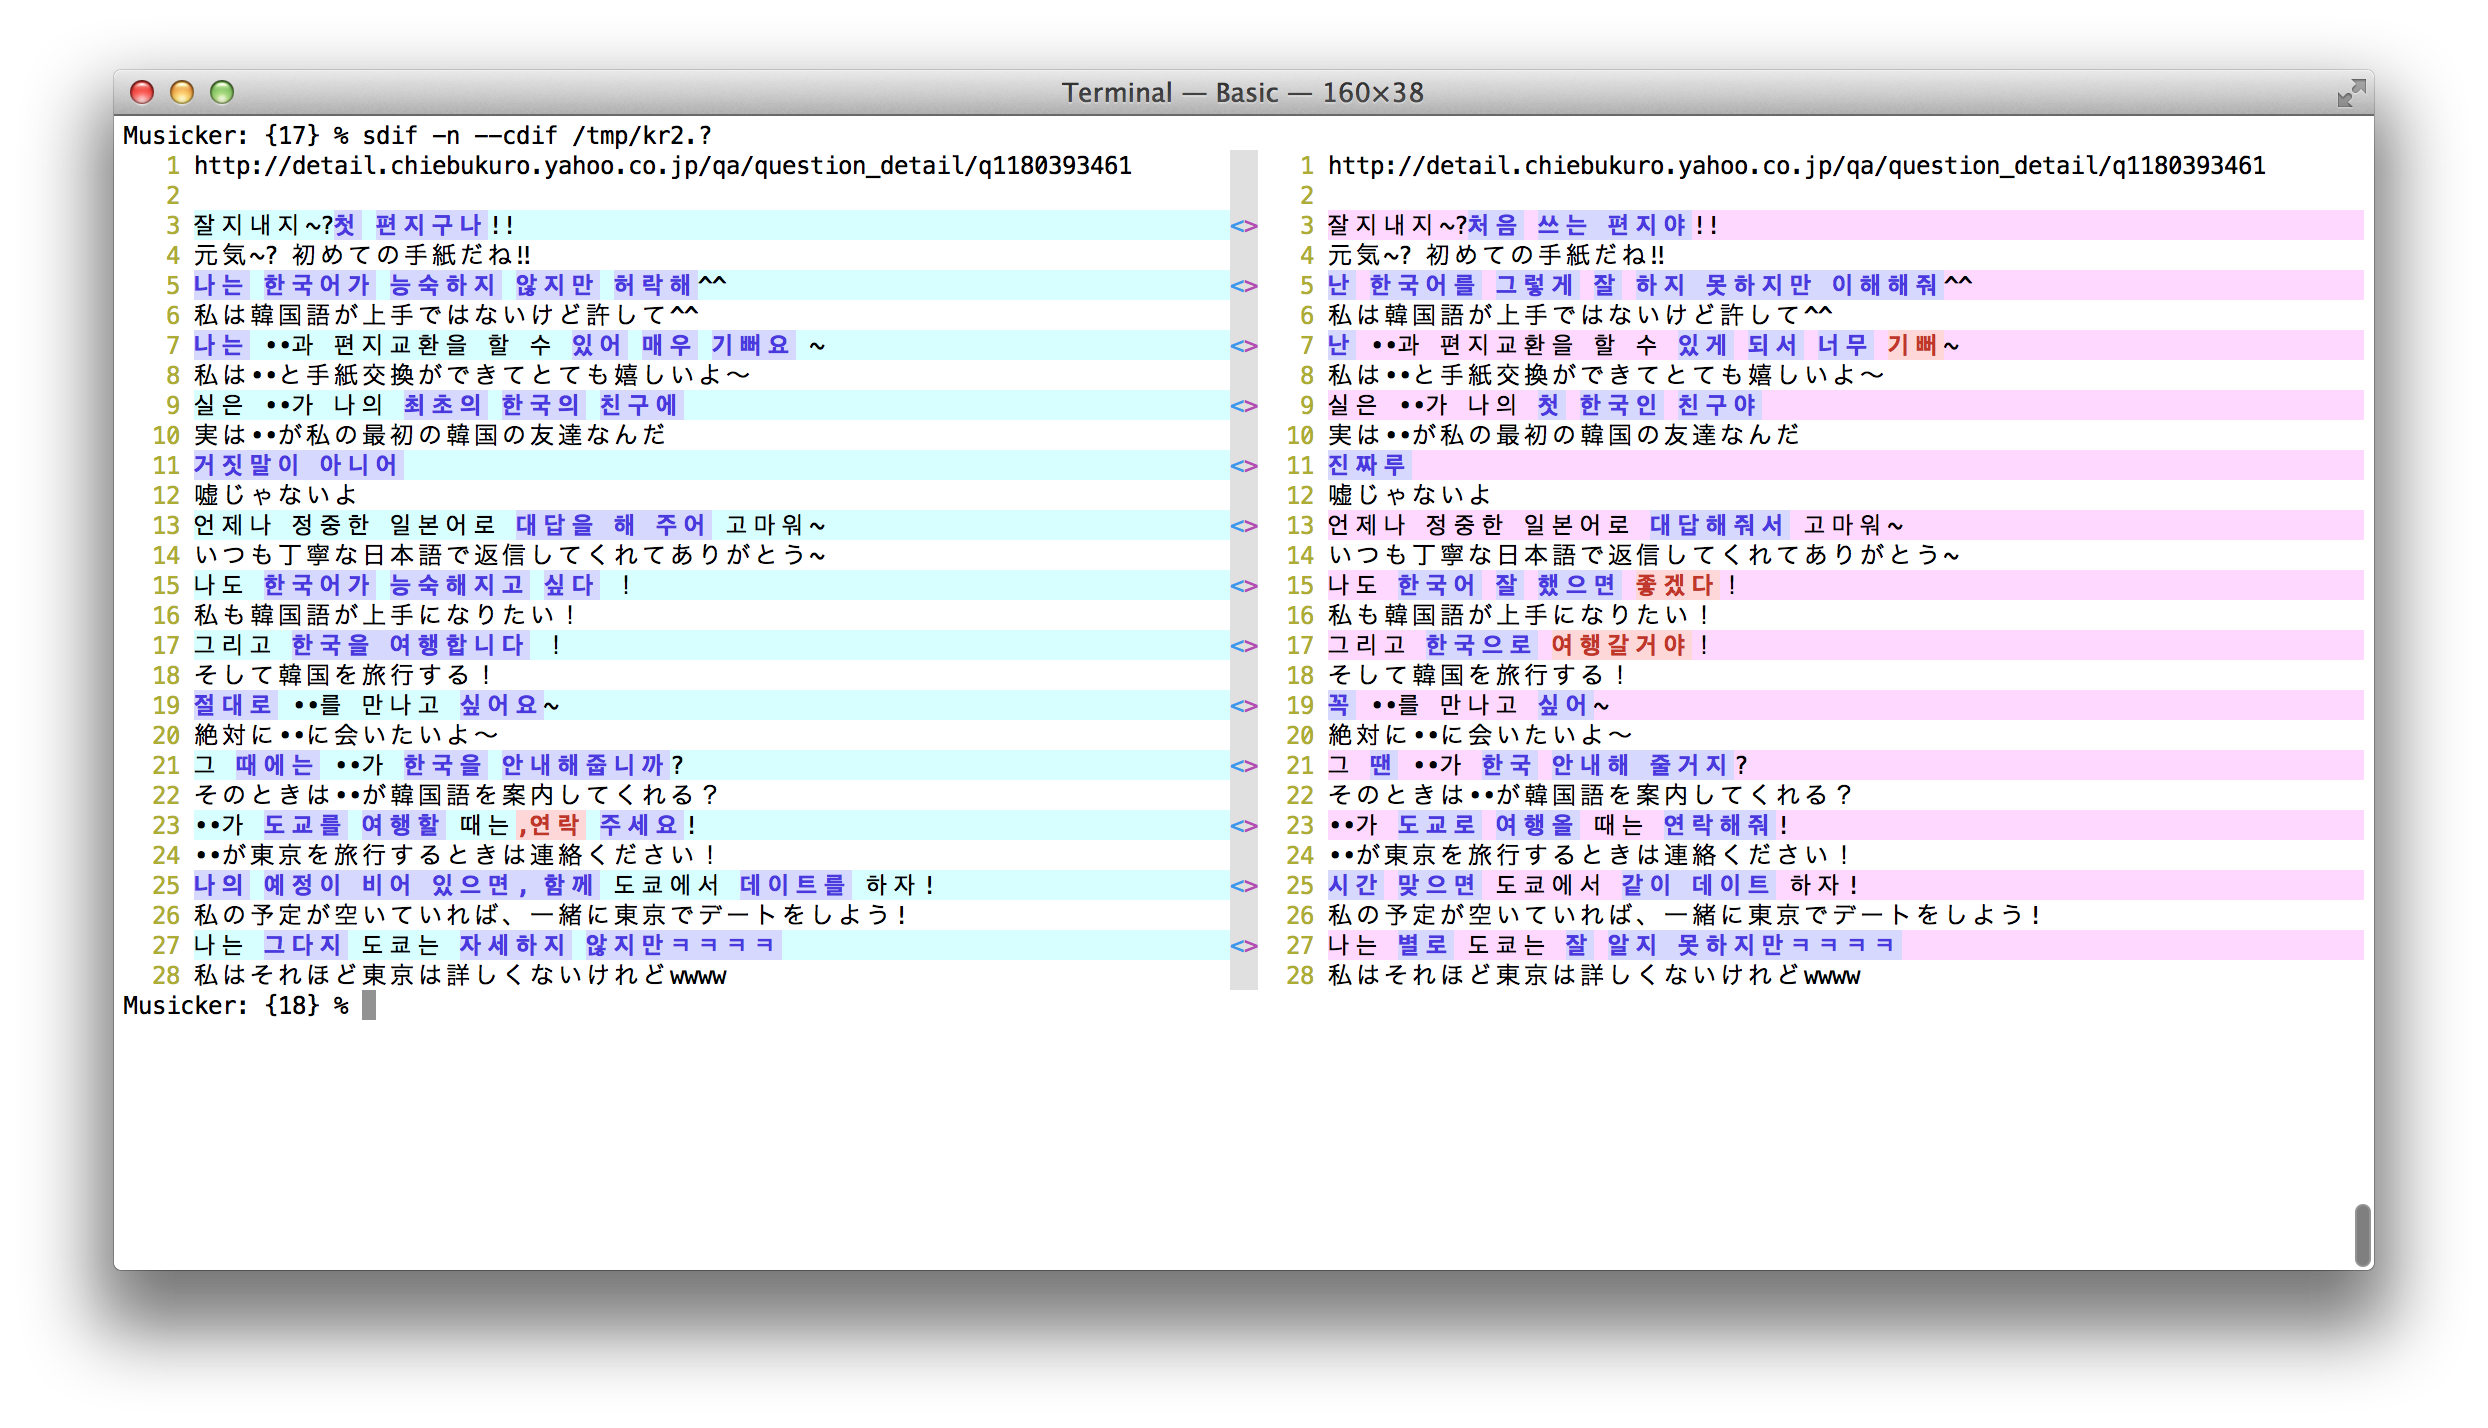 Terminal — Basic — 160×38
Musicker: {17} % sdif -n --cdif /tmp/kr2.?
1 http://detail.chiebukuro.yahoo.co.jp/qa/question_detail/q1180393461 1 http://detail.chiebukuro.yahoo.co.jp/qa/question_detail/q1180393461
2 2
3 잘지내지~?첫 편지구나!! <> 3 잘지내지~?처음 쓰는 편지야!!
4 元気~? 初めての手紙だね‼ 4 元気~? 初めての手紙だね‼
5 나는 한국어가 능숙하지 않지만 허락해^^ <> 5 난 한국어를 그렇게 잘 하지 못하지만 이해해줘^^
6 私は韓国語が上手ではないけど許して^^ 6 私は韓国語が上手ではないけど許して^^
7 나는 ••과 편지교환을 할 수 있어 매우 기뻐요 ~ <> 7 난 ••과 편지교환을 할 수 있게 되서 너무 기뻐~
8 私は••と手紙交換ができてとても嬉しいよ〜 8 私は••と手紙交換ができてとても嬉しいよ〜
9 실은 ••가 나의 최초의 한국의 친구에 <> 9 실은 ••가 나의 첫 한국인 친구야
10 実は••が私の最初の韓国の友達なんだ 10 実は••が私の最初の韓国の友達なんだ
11 거짓말이 아니어 <> 11 진짜루
12 嘘じゃないよ 12 嘘じゃないよ
13 언제나 정중한 일본어로 대답을 해 주어 고마워~ <> 13 언제나 정중한 일본어로 대답해줘서 고마워~
14 いつも丁寧な日本語で返信してくれてありがとう~ 14 いつも丁寧な日本語で返信してくれてありがとう~
15 나도 한국어가 능숙해지고 싶다 ! <> 15 나도 한국어 잘 했으면 좋겠다!
16 私も韓国語が上手になりたい！ 16 私も韓国語が上手になりたい！
17 그리고 한국을 여행합니다 ! <> 17 그리고 한국으로 여행갈거야!
18 そして韓国を旅行する！ 18 そして韓国を旅行する！
19 절대로 ••를 만나고 싶어요~ <> 19 꼭 ••를 만나고 싶어~
20 絶対に••に会いたいよ〜 20 絶対に••に会いたいよ〜
21 그 때에는 ••가 한국을 안내해줍니까? <> 21 그 땐 ••가 한국 안내해 줄거지?
22 そのときは••が韓国語を案内してくれる？ 22 そのときは••が韓国語を案内してくれる？
23 ••가 도교를 여행할 때는,연락 주세요! <> 23 ••가 도교로 여행올 때는 연락해줘!
24 ••が東京を旅行するときは連絡ください！ 24 ••が東京を旅行するときは連絡ください！
25 나의 예정이 비어 있으면, 함께 도쿄에서 데이트를 하자! <> 25 시간 맞으면 도쿄에서 같이 데이트 하자!
26 私の予定が空いていれば、一緒に東京でデートをしよう！ 26 私の予定が空いていれば、一緒に東京でデートをしよう！
27 나는 그다지 도쿄는 자세하지 않지만ㅋㅋㅋㅋ <> 27 나는 별로 도쿄는 잘 알지 못하지만ㅋㅋㅋㅋ
28 私はそれほど東京は詳しくないけれどwwww 28 私はそれほど東京は詳しくないけれどwwww
Musicker: {18} %